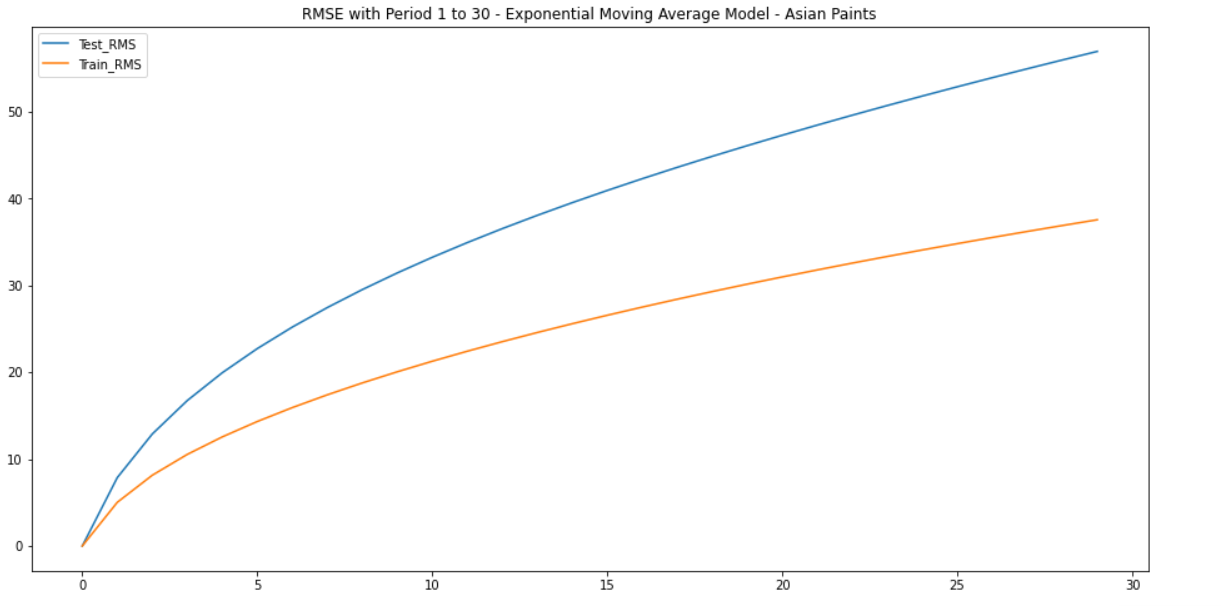 RMSE with Period 1 to 30 - Exponential Moving Average Model - Asian Paints
Test_RMS
Train_RMS
50
40
30
20
10
0
0 5 10 15 20 25 30